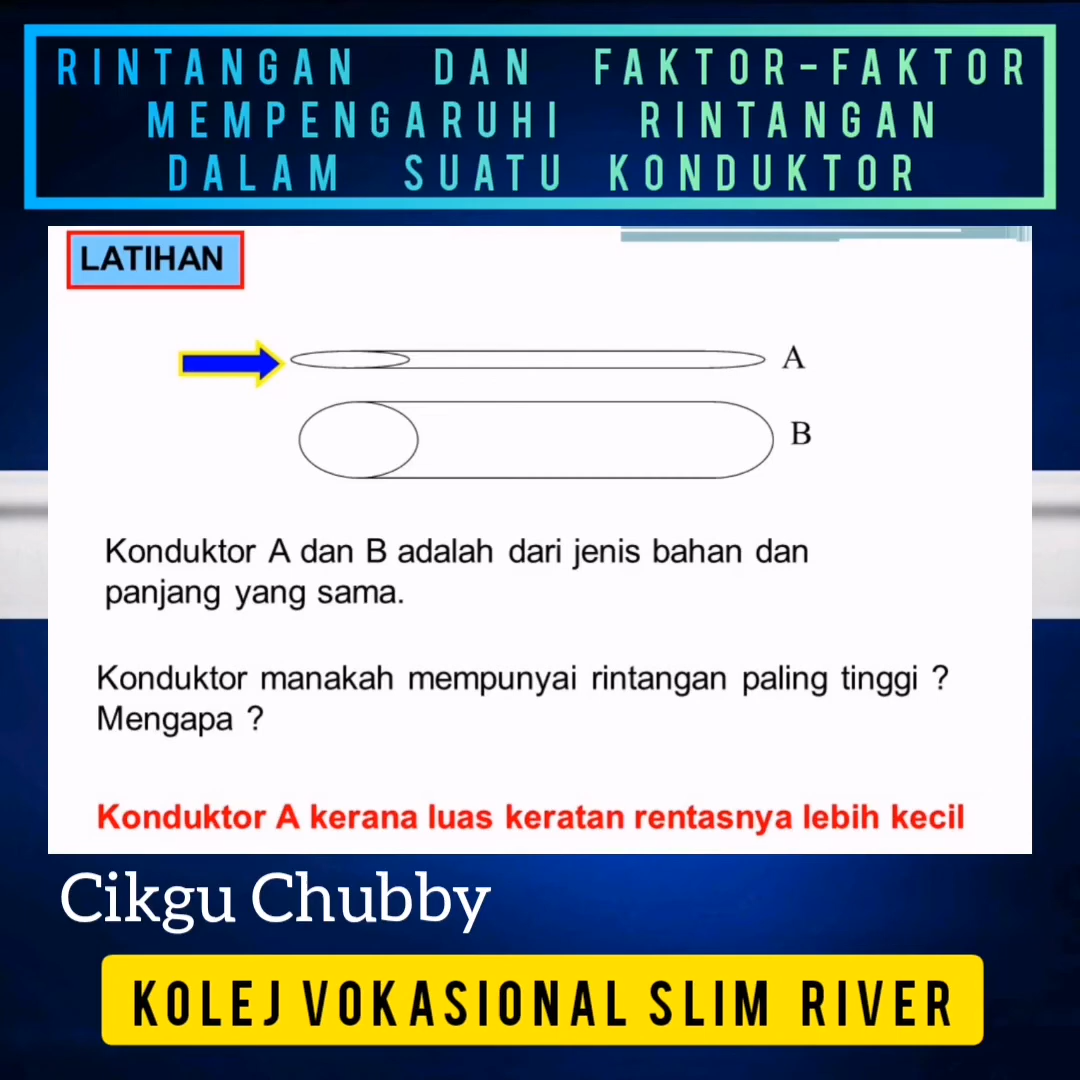 RINTANGAN DAN FAKTOR-FAKTOR
MEMPENGARUHI RINTANGAN
DALAM SUATU KONDUKTOR
LATIHAN
A
B
Konduktor A dan B adalah dari jenis bahan dan
panjang yang sama.
Konduktor manakah mempunyai rintangan paling tinggi ?
Mengapa ?
Konduktor A kerana luas keratan rentasnya lebih kecil
Cikgu Chubby
KOLEJ VOKASIONAL SLIM RIVER